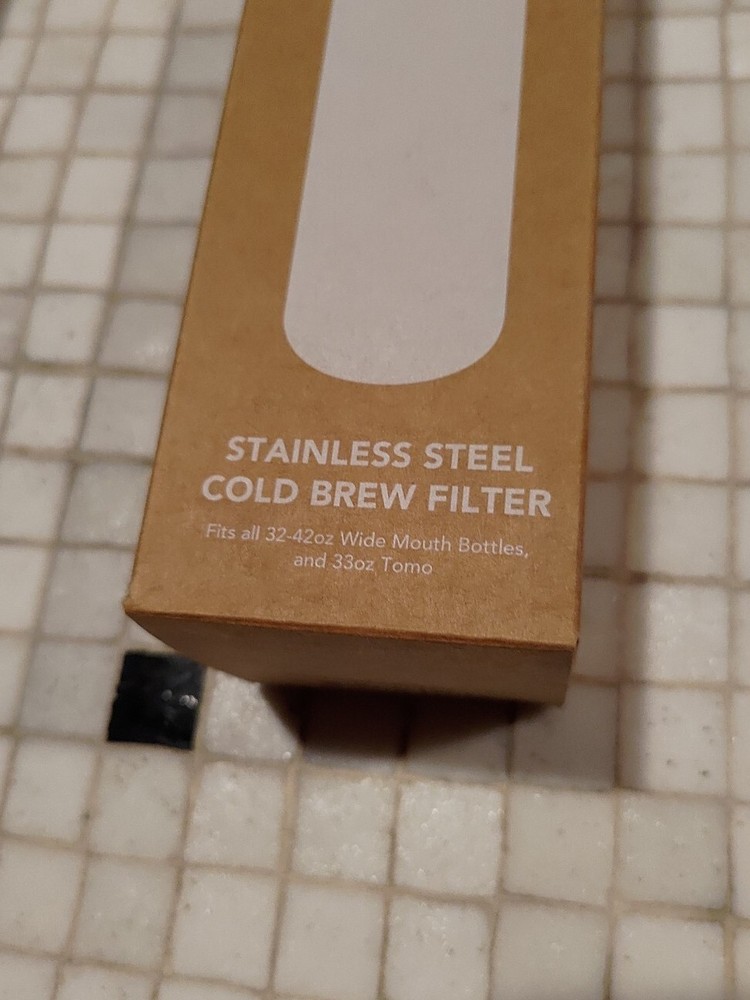 STAINLESS STEEL
COLD BREW FILTER
Fits all 32-42oz Wide Mouth Bottles,
and 33oz Tomo